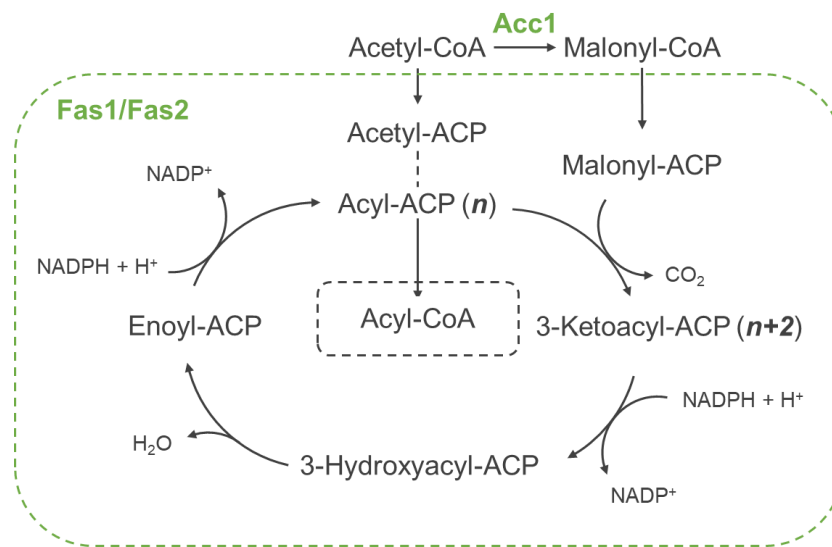 Acc1
Acetyl-CoA
Malonyl-CoA
Fas1/Fas2
Acetyl-ACP
Malonyl-ACP
NADP⁺
Acyl-ACP (n)
NADPH + H⁺
CO₂
Enoyl-ACP
Acyl-CoA
3-Ketoacyl-ACP (n+2)
NADPH + H⁺
H₂O
3-Hydroxyacyl-ACP
NADP⁺